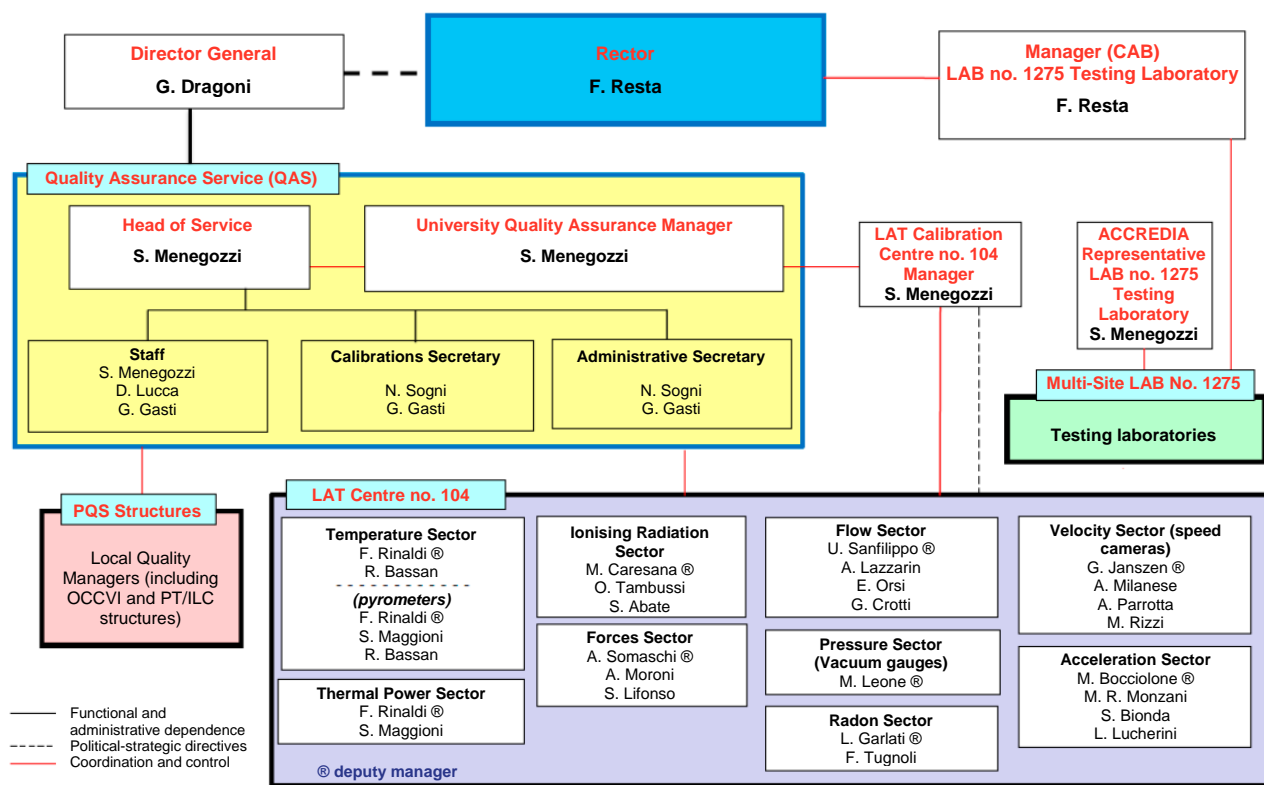 Director General
G. Dragoni
Rector
F. Resta
Manager (CAB)
LAB no. 1275 Testing Laboratory
F. Resta
Quality Assurance Service (QAS)
Head of Service
S. Menegozzi
University Quality Assurance Manager
S. Menegozzi
LAT Calibration
Centre no. 104
Manager
S. Menegozzi
ACCREDIA
Representative
LAB no. 1275
Testing
Laboratory
S. Menegozzi
Staff
S. Menegozzi
D. Lucca
G. Gasti
Calibrations Secretary
N. Sogni
G. Gasti
Administrative Secretary
N. Sogni
G. Gasti
Multi-Site LAB No. 1275
Testing laboratories
PQS Structures
Local Quality
Managers (including
OCCVI and PT/ILC
structures)
LAT Centre no. 104
Temperature Sector
F. Rinaldi ®
R. Bassan
(pyrometers)
F. Rinaldi ®
S. Maggioni
R. Bassan
Thermal Power Sector
F. Rinaldi ®
S. Maggioni
Ionising Radiation
Sector
M. Caresana ®
O. Tambussi
S. Abate
Forces Sector
A. Somaschi ®
A. Moroni
S. Lifonso
Flow Sector
U. Sanfilippo ®
A. Lazzarin
E. Orsi
G. Crotti
Pressure Sector
(Vacuum gauges)
M. Leone ®
Radon Sector
L. Garlati ®
F. Tugnoli
Velocity Sector (speed
cameras)
G. Janszen ®
A. Milanese
A. Parrotta
M. Rizzi
Acceleration Sector
M. Bocciolone ®
M. R. Monzani
S. Bionda
L. Lucherini
® deputy manager
Functional and
administrative dependence
Political-strategic directives
Coordination and control